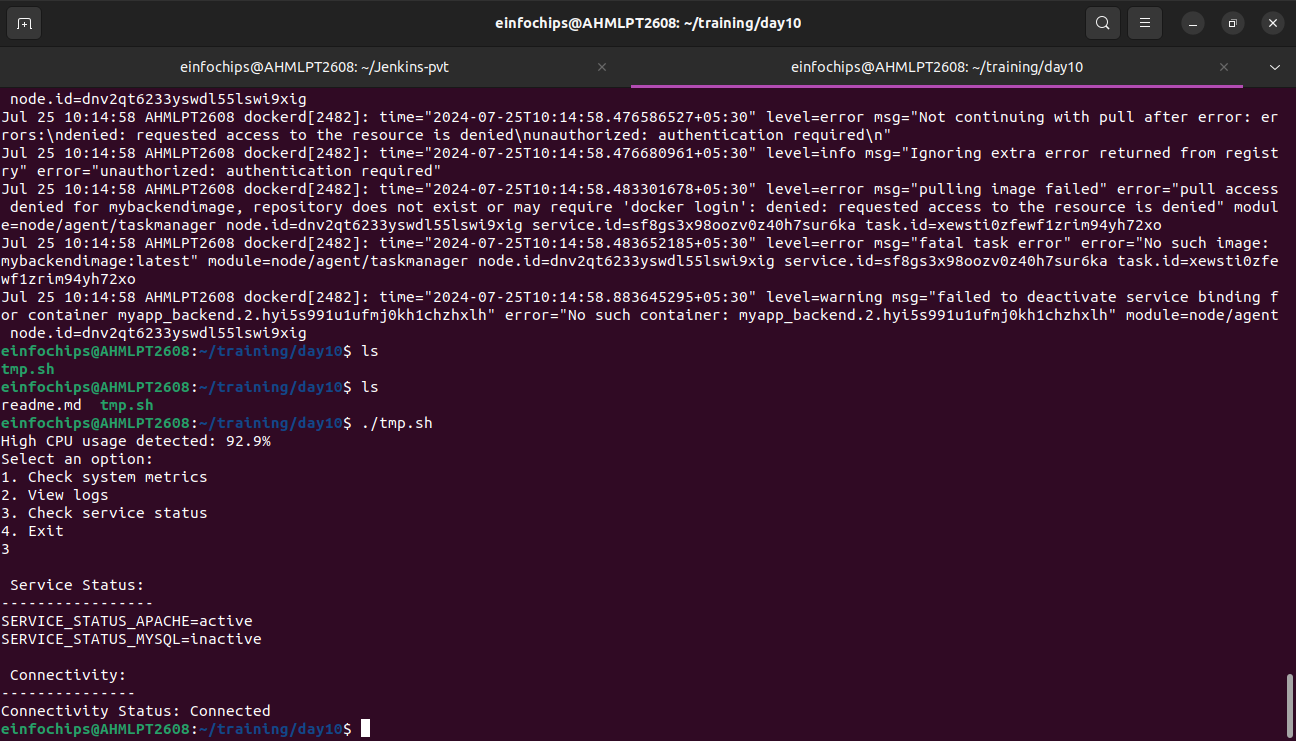 einfochips@AHMLPT2608: ~/training/day10
einfochips@AHMLPT2608: ~/Jenkins-pvt
einfochips@AHMLPT2608: ~/training/day10
node.id=dnv2qt6233yswdl55lswi9xig
Jul 25 10:14:58 AHMLPT2608 dockerd[2482]: time="2024-07-25T10:14:58.476586527+05:30" level=error msg="Not continuing with pull after error: er
rors:\ndenied: requested access to the resource is denied\nunauthorized: authentication required\n"
Jul 25 10:14:58 AHMLPT2608 dockerd[2482]: time="2024-07-25T10:14:58.476680961+05:30" level=info msg="Ignoring extra error returned from regist
ry" error="unauthorized: authentication required"
Jul 25 10:14:58 AHMLPT2608 dockerd[2482]: time="2024-07-25T10:14:58.483301678+05:30" level=error msg="pulling image failed" error="pull access
denied for mybackendimage, repository does not exist or may require 'docker login': denied: requested access to the resource is denied" modul
e=node/agent/taskmanager node.id=dnv2qt6233yswdl55lswi9xig service.id=sf8gs3x98oozv0z40h7sur6ka task.id=xewsti0zfewf1zrim94yh72xo
Jul 25 10:14:58 AHMLPT2608 dockerd[2482]: time="2024-07-25T10:14:58.483652185+05:30" level=error msg="fatal task error" error="No such image:
mybackendimage:latest" module=node/agent/taskmanager node.id=dnv2qt6233yswdl55lswi9xig service.id=sf8gs3x98oozv0z40h7sur6ka task.id=xewsti0zfe
wf1zrim94yh72xo
Jul 25 10:14:58 AHMLPT2608 dockerd[2482]: time="2024-07-25T10:14:58.883645295+05:30" level=warning msg="failed to deactivate service binding f
or container myapp_backend.2.hyi5s991u1ufmj0kh1chzhxlh" error="No such container: myapp_backend.2.hyi5s991u1ufmj0kh1chzhxlh" module=node/agent
node.id=dnv2qt6233yswdl55lswi9xig
einfochips@AHMLPT2608:~/training/day10$ ls
tmp.sh
einfochips@AHMLPT2608:~/training/day10$ ls
readme.md  tmp.sh
einfochips@AHMLPT2608:~/training/day10$ ./tmp.sh
High CPU usage detected: 92.9%
Select an option:
1. Check system metrics
2. View logs
3. Check service status
4. Exit
3
Service Status:
-----------------
SERVICE_STATUS_APACHE=active
SERVICE_STATUS_MYSQL=inactive
Connectivity:
---------------
Connectivity Status: Connected
einfochips@AHMLPT2608:~/training/day10$